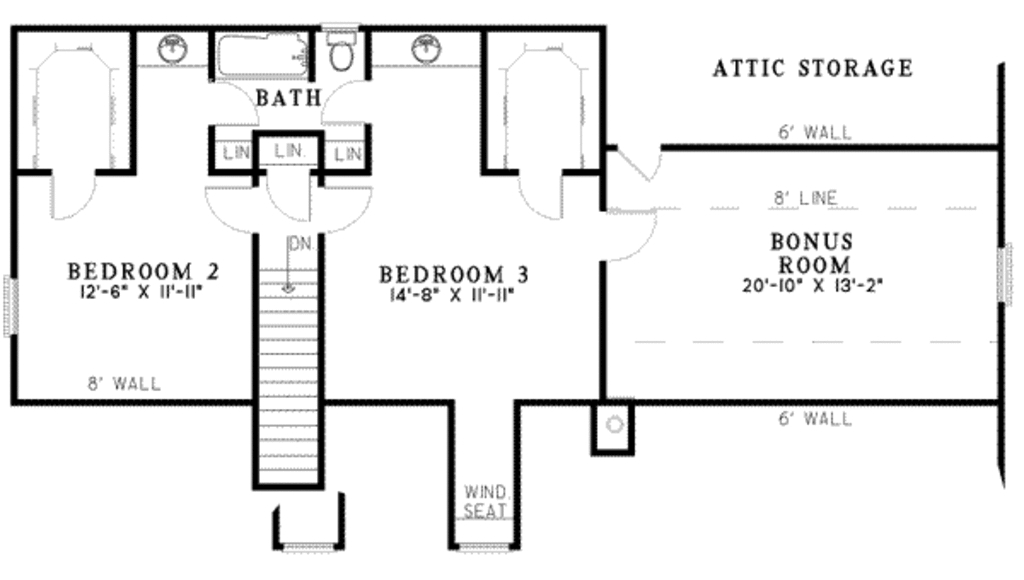 ATTIC STORAGE
BATH
6' WALL
LIN
LIN.
LIN
8' LINE
DN.
BONUS
ROOM
20'-10" X 13'-2"
BEDROOM 2
12'-6" X 11'-11"
BEDROOM 3
14'-8" X 11'-11"
8' WALL
6' WALL
WIND.
SEAT